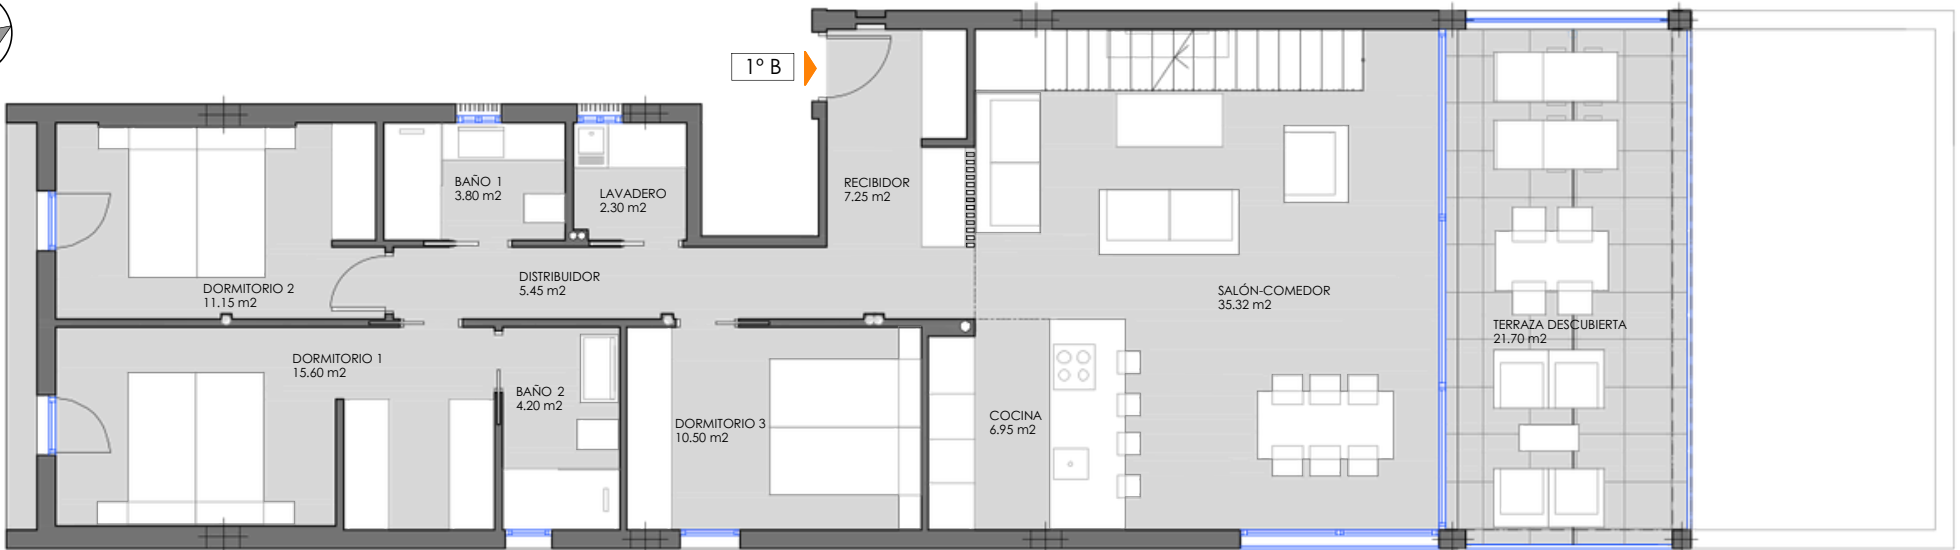 1º B
BAÑO 1
3.80 m2
LAVADERO
2.30 m2
RECIBIDOR
7.25 m2
DORMITORIO 2
11.15 m2
DISTRIBUIDOR
5.45 m2
SALÓN-COMEDOR
35.32 m2
TERRAZA DESCUBIERTA
21.70 m2
DORMITORIO 1
15.60 m2
BAÑO 2
4.20 m2
DORMITORIO 3
10.50 m2
COCINA
6.95 m2